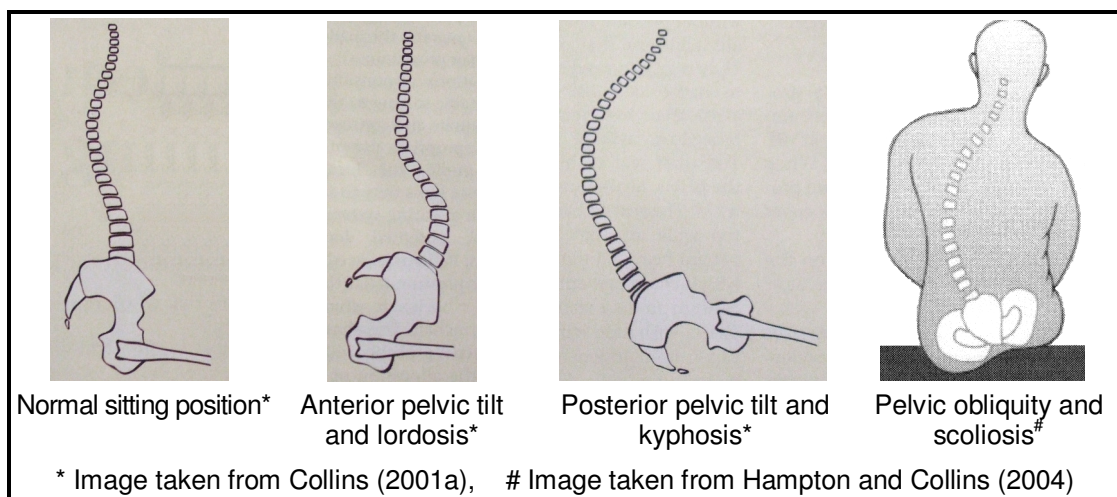 Normal sitting position*
Anterior pelvic tilt
and lordosis*
Posterior pelvic tilt and
kyphosis*
Pelvic obliquity and
scoliosis#
* Image taken from Collins (2001a), # Image taken from Hampton and Collins (2004)